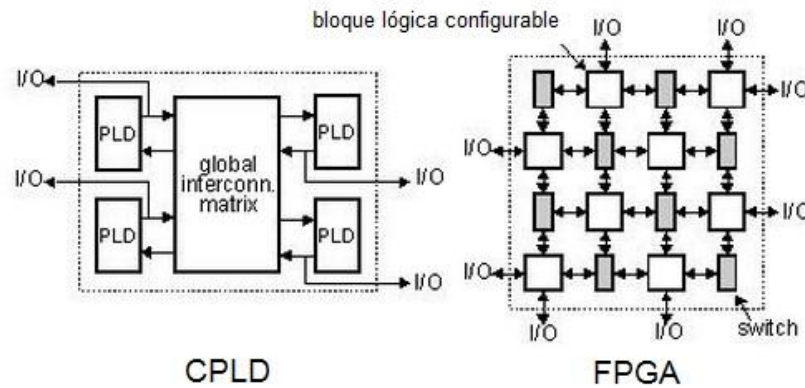 bloque lógica configurable
I/O
I/O
I/O
PLD
PLD
global
interconn.
matrix
I/O
I/O
PLD
PLD
I/O
CPLD
I/O
I/O
I/O
I/O
I/O
I/O
I/O
I/O
switch
FPGA